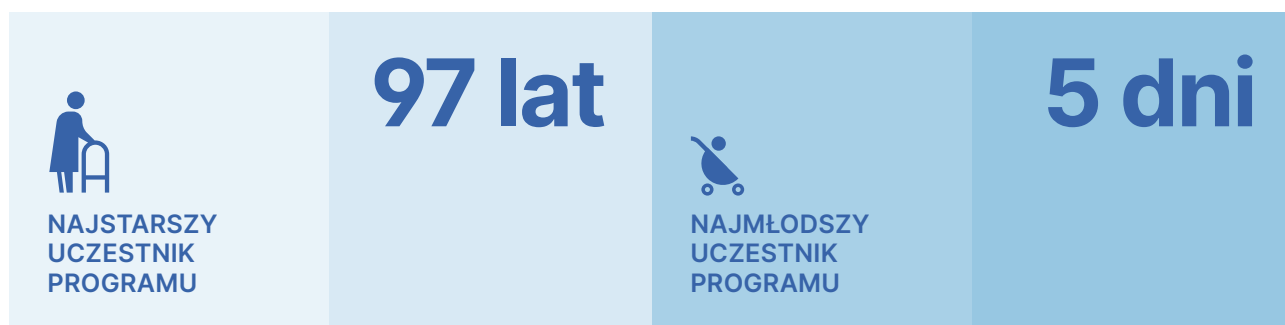 NAJSTARSZY
UCZESTNIK
PROGRAMU
97 lat
NAJMŁODSZY
UCZESTNIK
PROGRAMU
5 dni